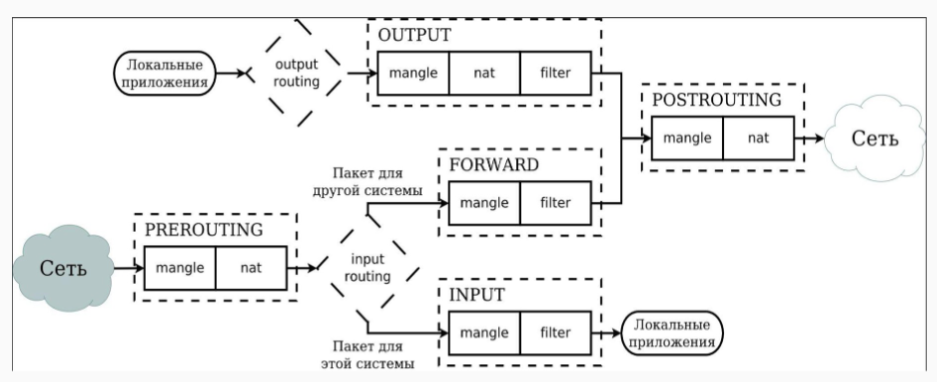 OUTPUT
Локальные
приложения
output
routing
mangle
nat
filter
POSTROUTING
mangle
nat
Сеть
Пакет для
другой системы
FORWARD
mangle
filter
Сеть
PREROUTING
mangle
nat
input
routing
INPUT
mangle
filter
Локальные
приложения
Пакет для
этой системы